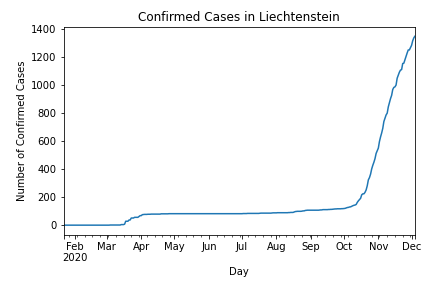 Confirmed Cases in Liechtenstein
1400
1200
1000
800
600
400
200
0
Number of Confirmed Cases
Feb Mar Apr May Jun Jul Aug Sep Oct Nov Dec
2020
Day